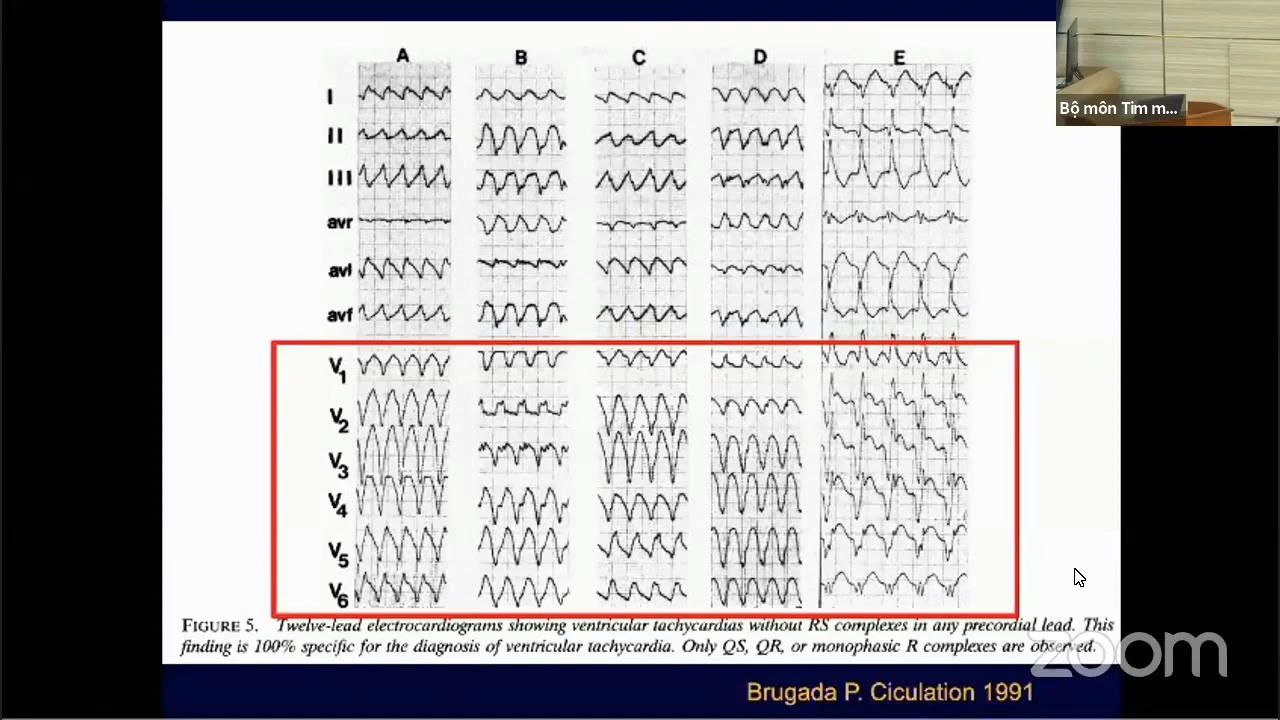 A B C D E
I
II
III
avr
avl
avf
V1
V2
V3
V4
V5
V6
FIGURE 5. Twelve-lead electrocardiograms showing ventricular tachycardias without RS complexes in any precordial lead. This
finding is 100% specific for the diagnosis of ventricular tachycardia. Only QS, QR, or monophasic R complexes are observed.
Brugada P. Ciculation 1991
Bộ môn Tim m...
zoom